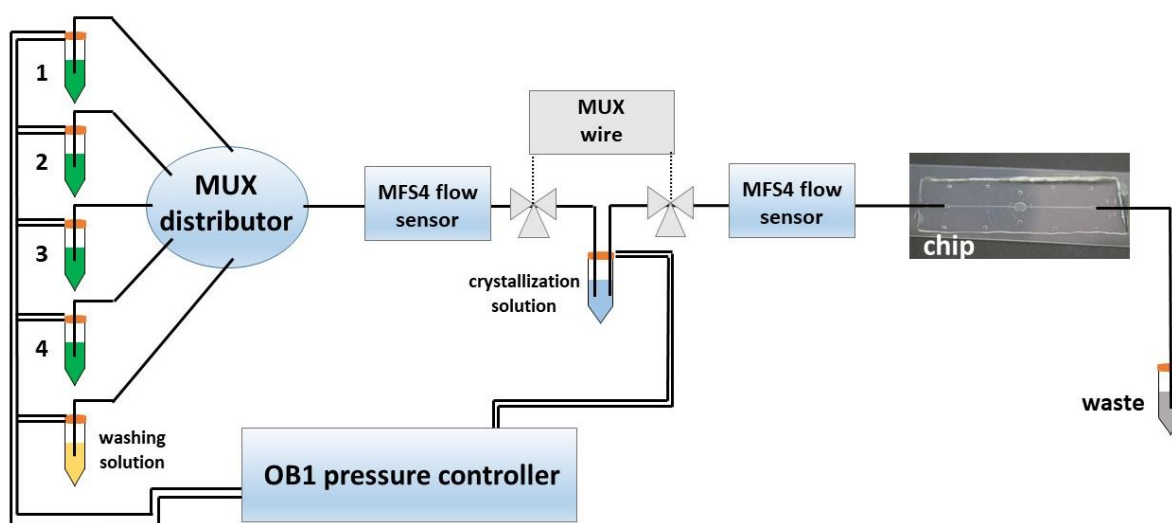 1
2
3
4
washing
solution
MUX
distributor
MFS4 flow
sensor
MUX
wire
crystallization
solution
MFS4 flow
sensor
chip
waste
OB1 pressure controller